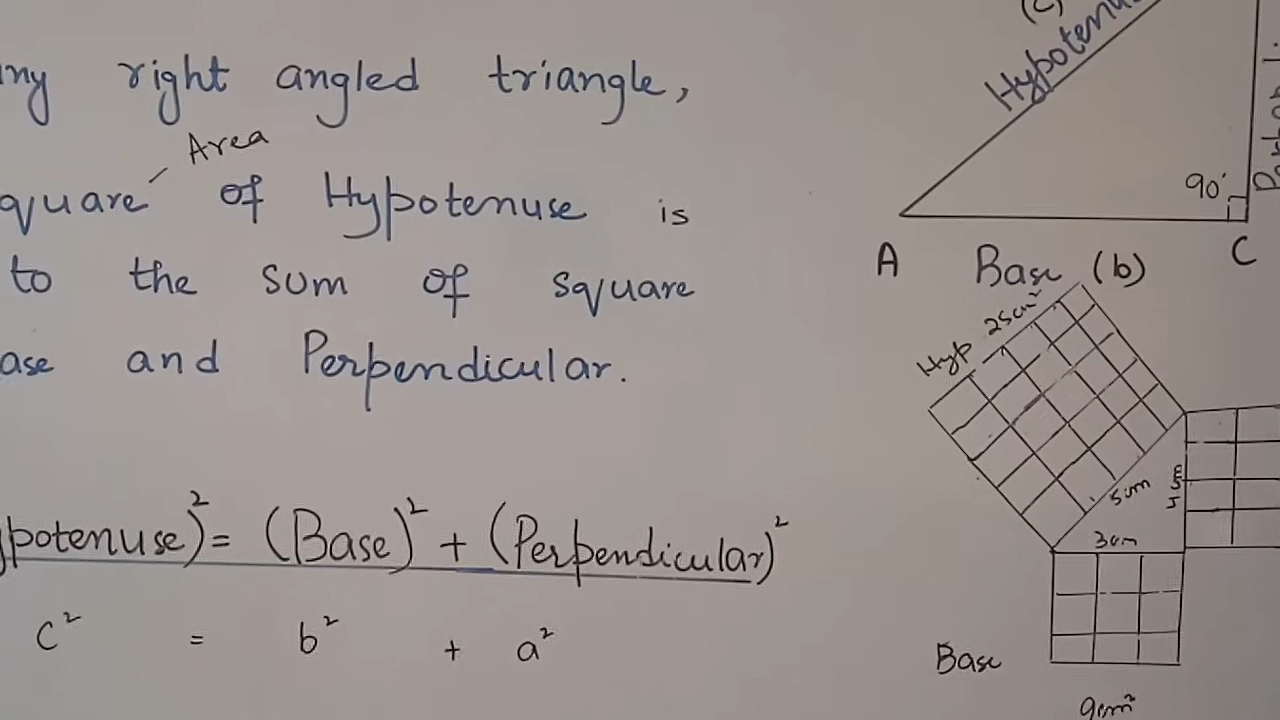 ny right angled triangle,
Area
quare of Hypotenuse is
to the sum of square
ase and Perpendicular.
potenuse)² = (Base)² + (Perpendicular)²
c² = b² + a²
(c)
Hypotenus
90°
A Base (b) C
Hyp 25cm²
5cm
3cm
Base
9cm²